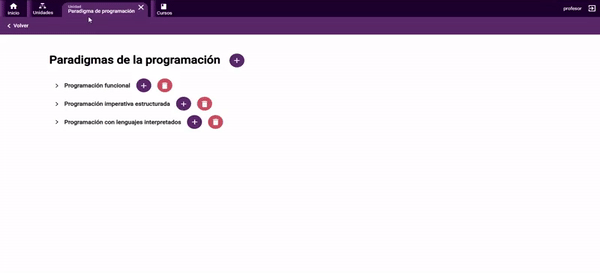 Inicio
Unidades
Unidad
Paradigma de programación
Cursos
profesor
Volver
Paradigmas de la programación
Programación funcional
Programación imperativa estructurada
Programación con lenguajes interpretados